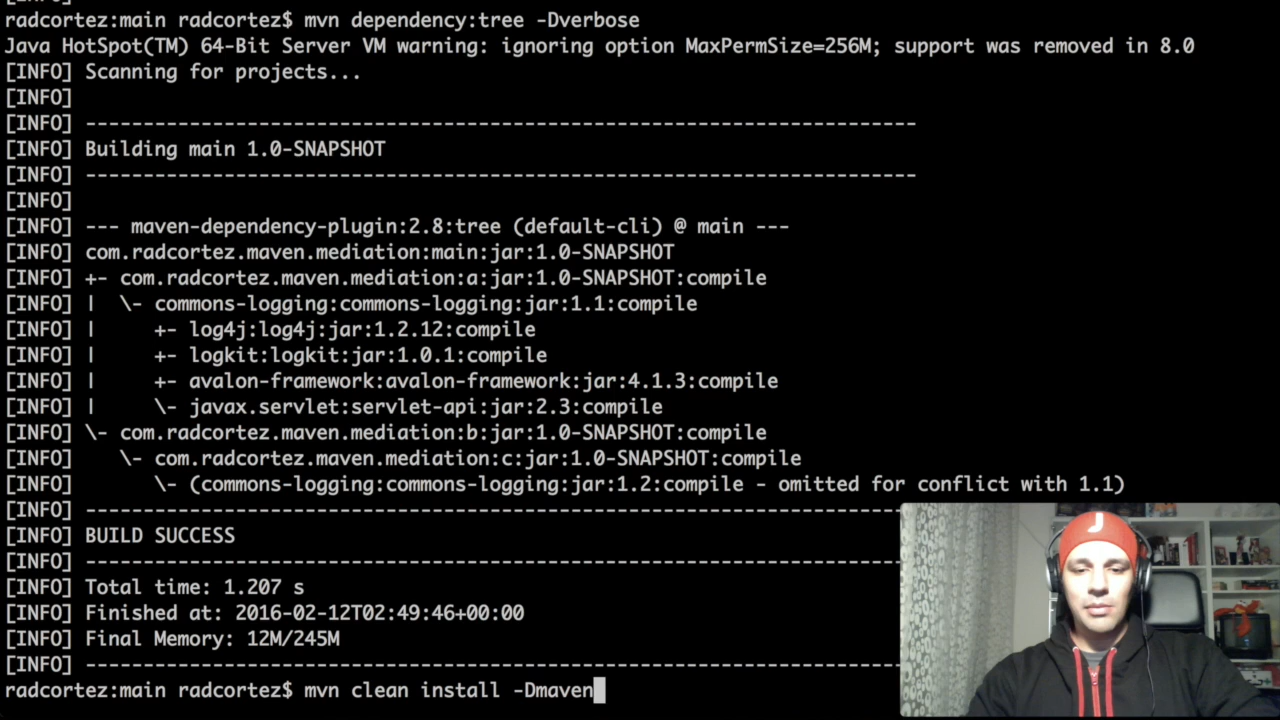 radcortez:main radcortez$ mvn dependency:tree -Dverbose
Java HotSpot(TM) 64-Bit Server VM warning: ignoring option MaxPermSize=256M; support was removed in 8.0
[INFO] Scanning for projects...
[INFO]
[INFO] ------------------------------------------------------------------------
[INFO] Building main 1.0-SNAPSHOT
[INFO] ------------------------------------------------------------------------
[INFO]
[INFO] --- maven-dependency-plugin:2.8:tree (default-cli) @ main ---
[INFO] com.radcortez.maven.mediation:main:jar:1.0-SNAPSHOT
[INFO] +- com.radcortez.maven.mediation:a:jar:1.0-SNAPSHOT:compile
[INFO] |  \- commons-logging:commons-logging:jar:1.1:compile
[INFO] |     +- log4j:log4j:jar:1.2.12:compile
[INFO] |     +- logkit:logkit:jar:1.0.1:compile
[INFO] |     +- avalon-framework:avalon-framework:jar:4.1.3:compile
[INFO] |     \- javax.servlet:servlet-api:jar:2.3:compile
[INFO] \- com.radcortez.maven.mediation:b:jar:1.0-SNAPSHOT:compile
[INFO]    \- com.radcortez.maven.mediation:c:jar:1.0-SNAPSHOT:compile
[INFO]       \- (commons-logging:commons-logging:jar:1.2:compile - omitted for conflict with 1.1)
[INFO] ------------------------------------------------------------------------
[INFO] BUILD SUCCESS
[INFO] ------------------------------------------------------------------------
[INFO] Total time: 1.207 s
[INFO] Finished at: 2016-02-12T02:49:46+00:00
[INFO] Final Memory: 12M/245M
[INFO] ------------------------------------------------------------------------
radcortez:main radcortez$ mvn clean install -Dmaven
J